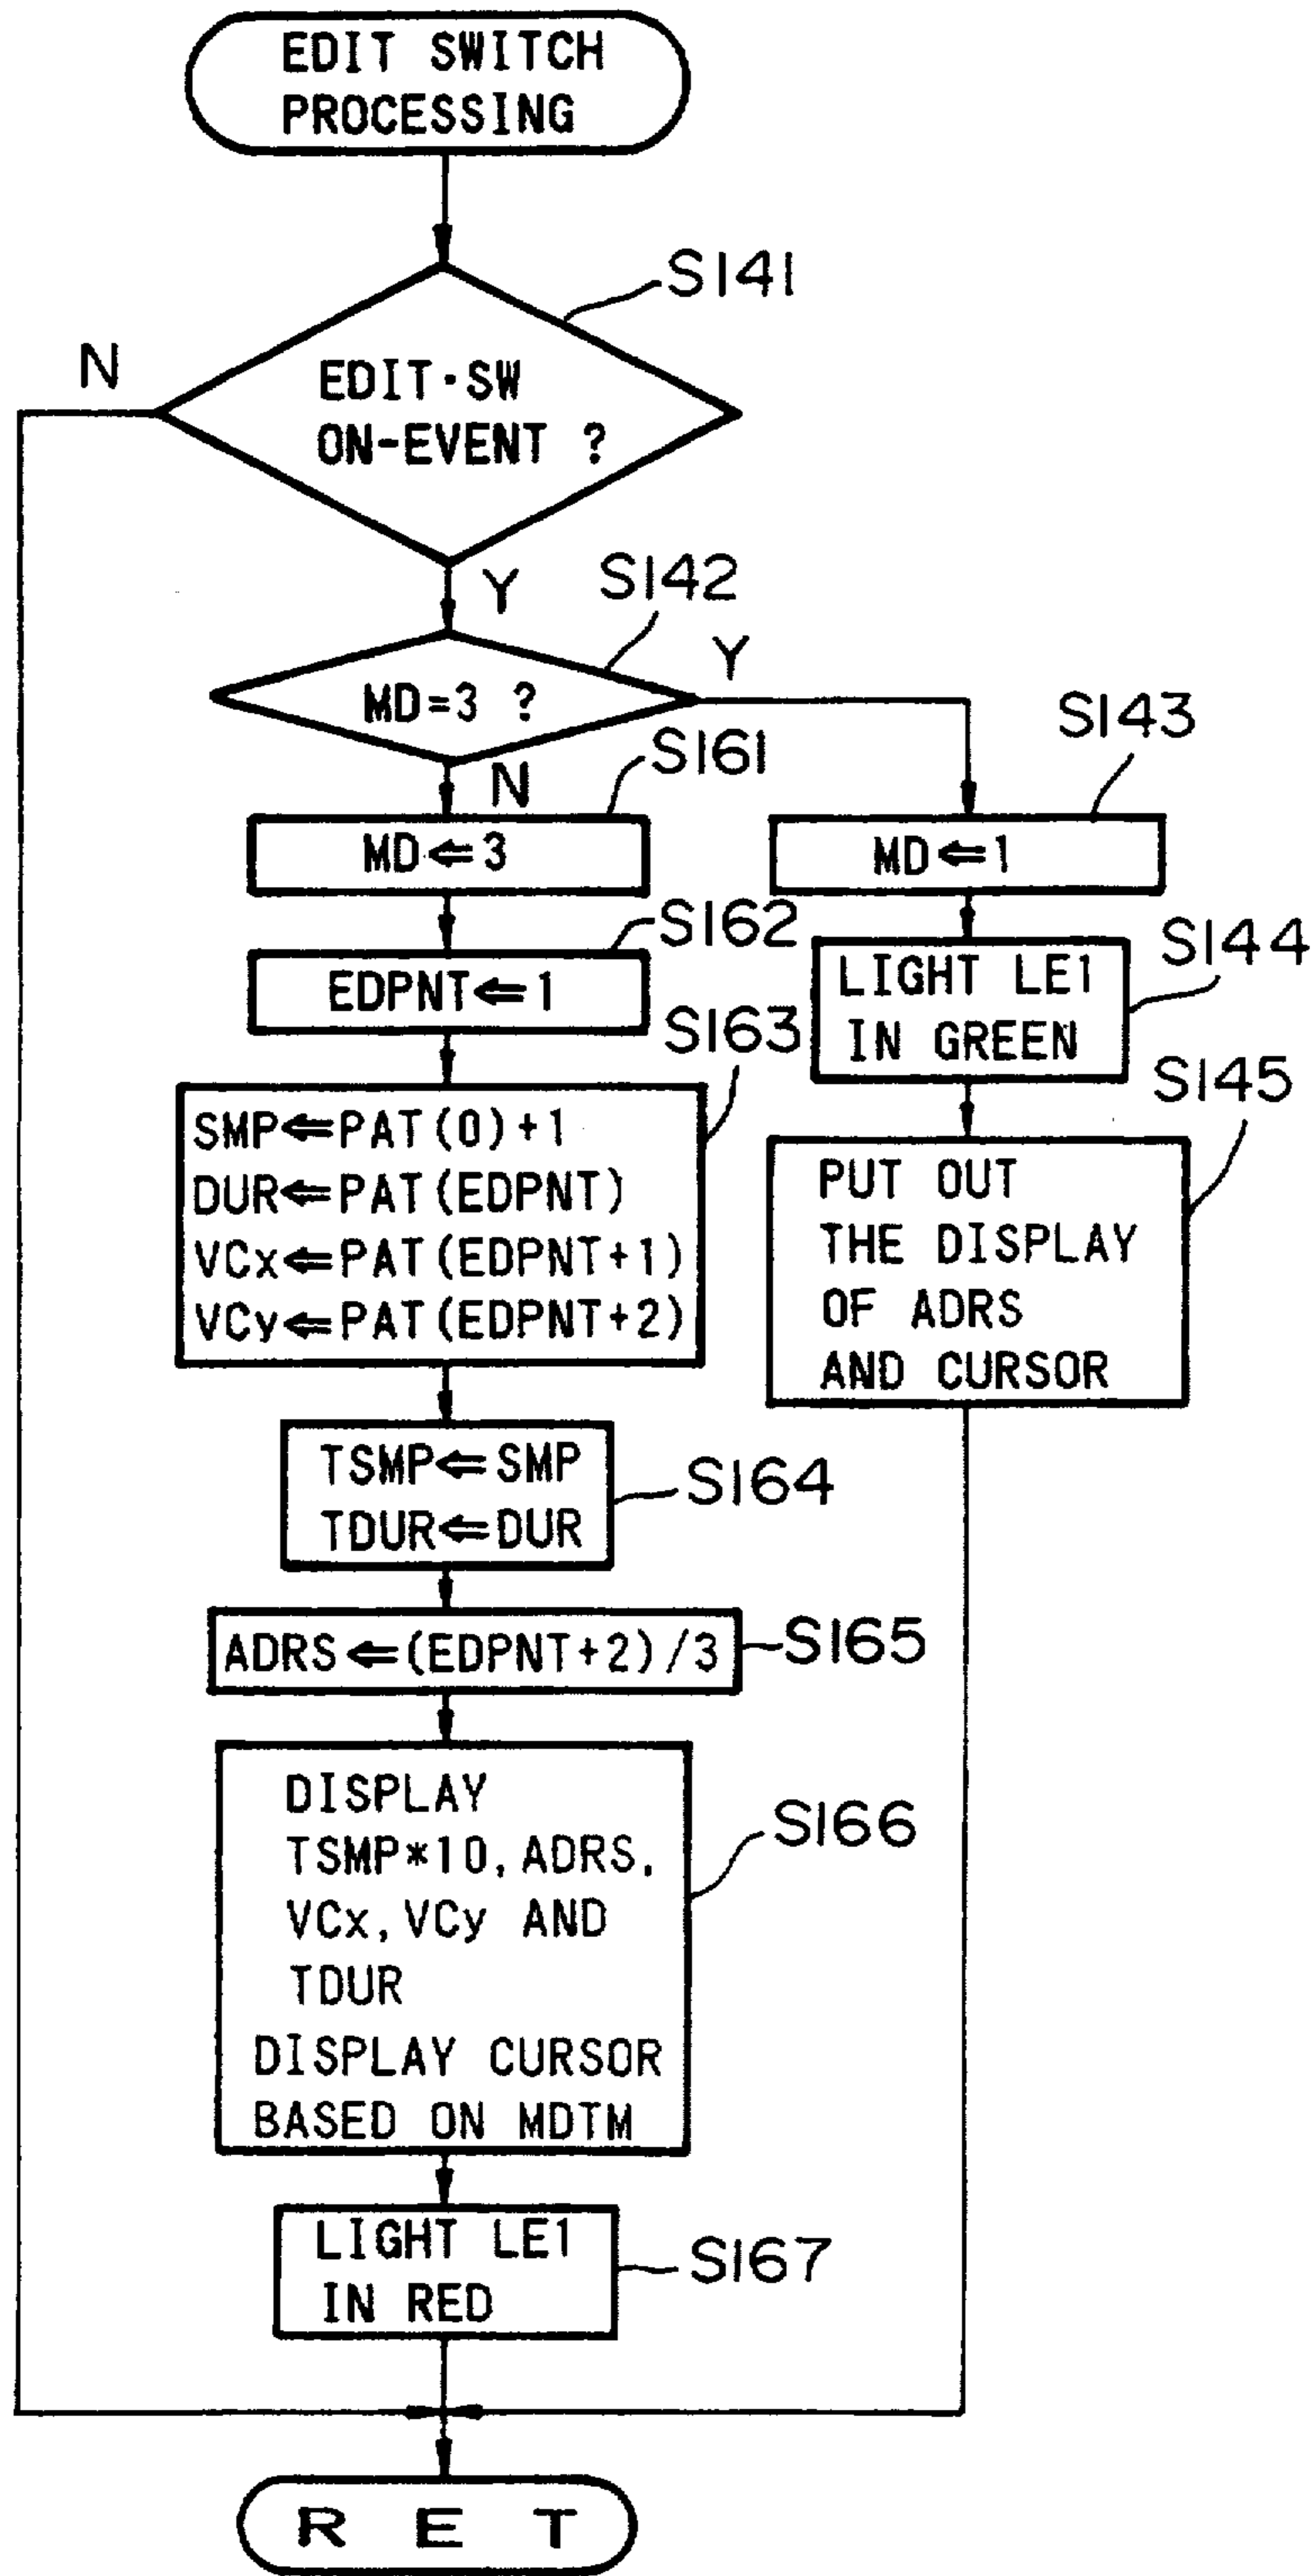 EDIT SWITCH
PROCESSING
S141
N
EDIT·SW
ON-EVENT ?
Y
S142
MD=3 ?
Y
N
S161
MD⇐3
S143
MD⇐1
S162
EDPNT⇐1
S144
LIGHT LE1
IN GREEN
S163
SMP⇐PAT(0)+1
DUR⇐PAT(EDPNT)
VCx⇐PAT(EDPNT+1)
VCy⇐PAT(EDPNT+2)
S145
PUT OUT
THE DISPLAY
OF ADRS
AND CURSOR
TSMP⇐SMP
TDUR⇐DUR
S164
ADRS⇐(EDPNT+2)/3
S165
DISPLAY
TSMP*10, ADRS,
VCx, VCy AND
TDUR
DISPLAY CURSOR
BASED ON MDTM
S166
LIGHT LE1
IN RED
S167
R E T